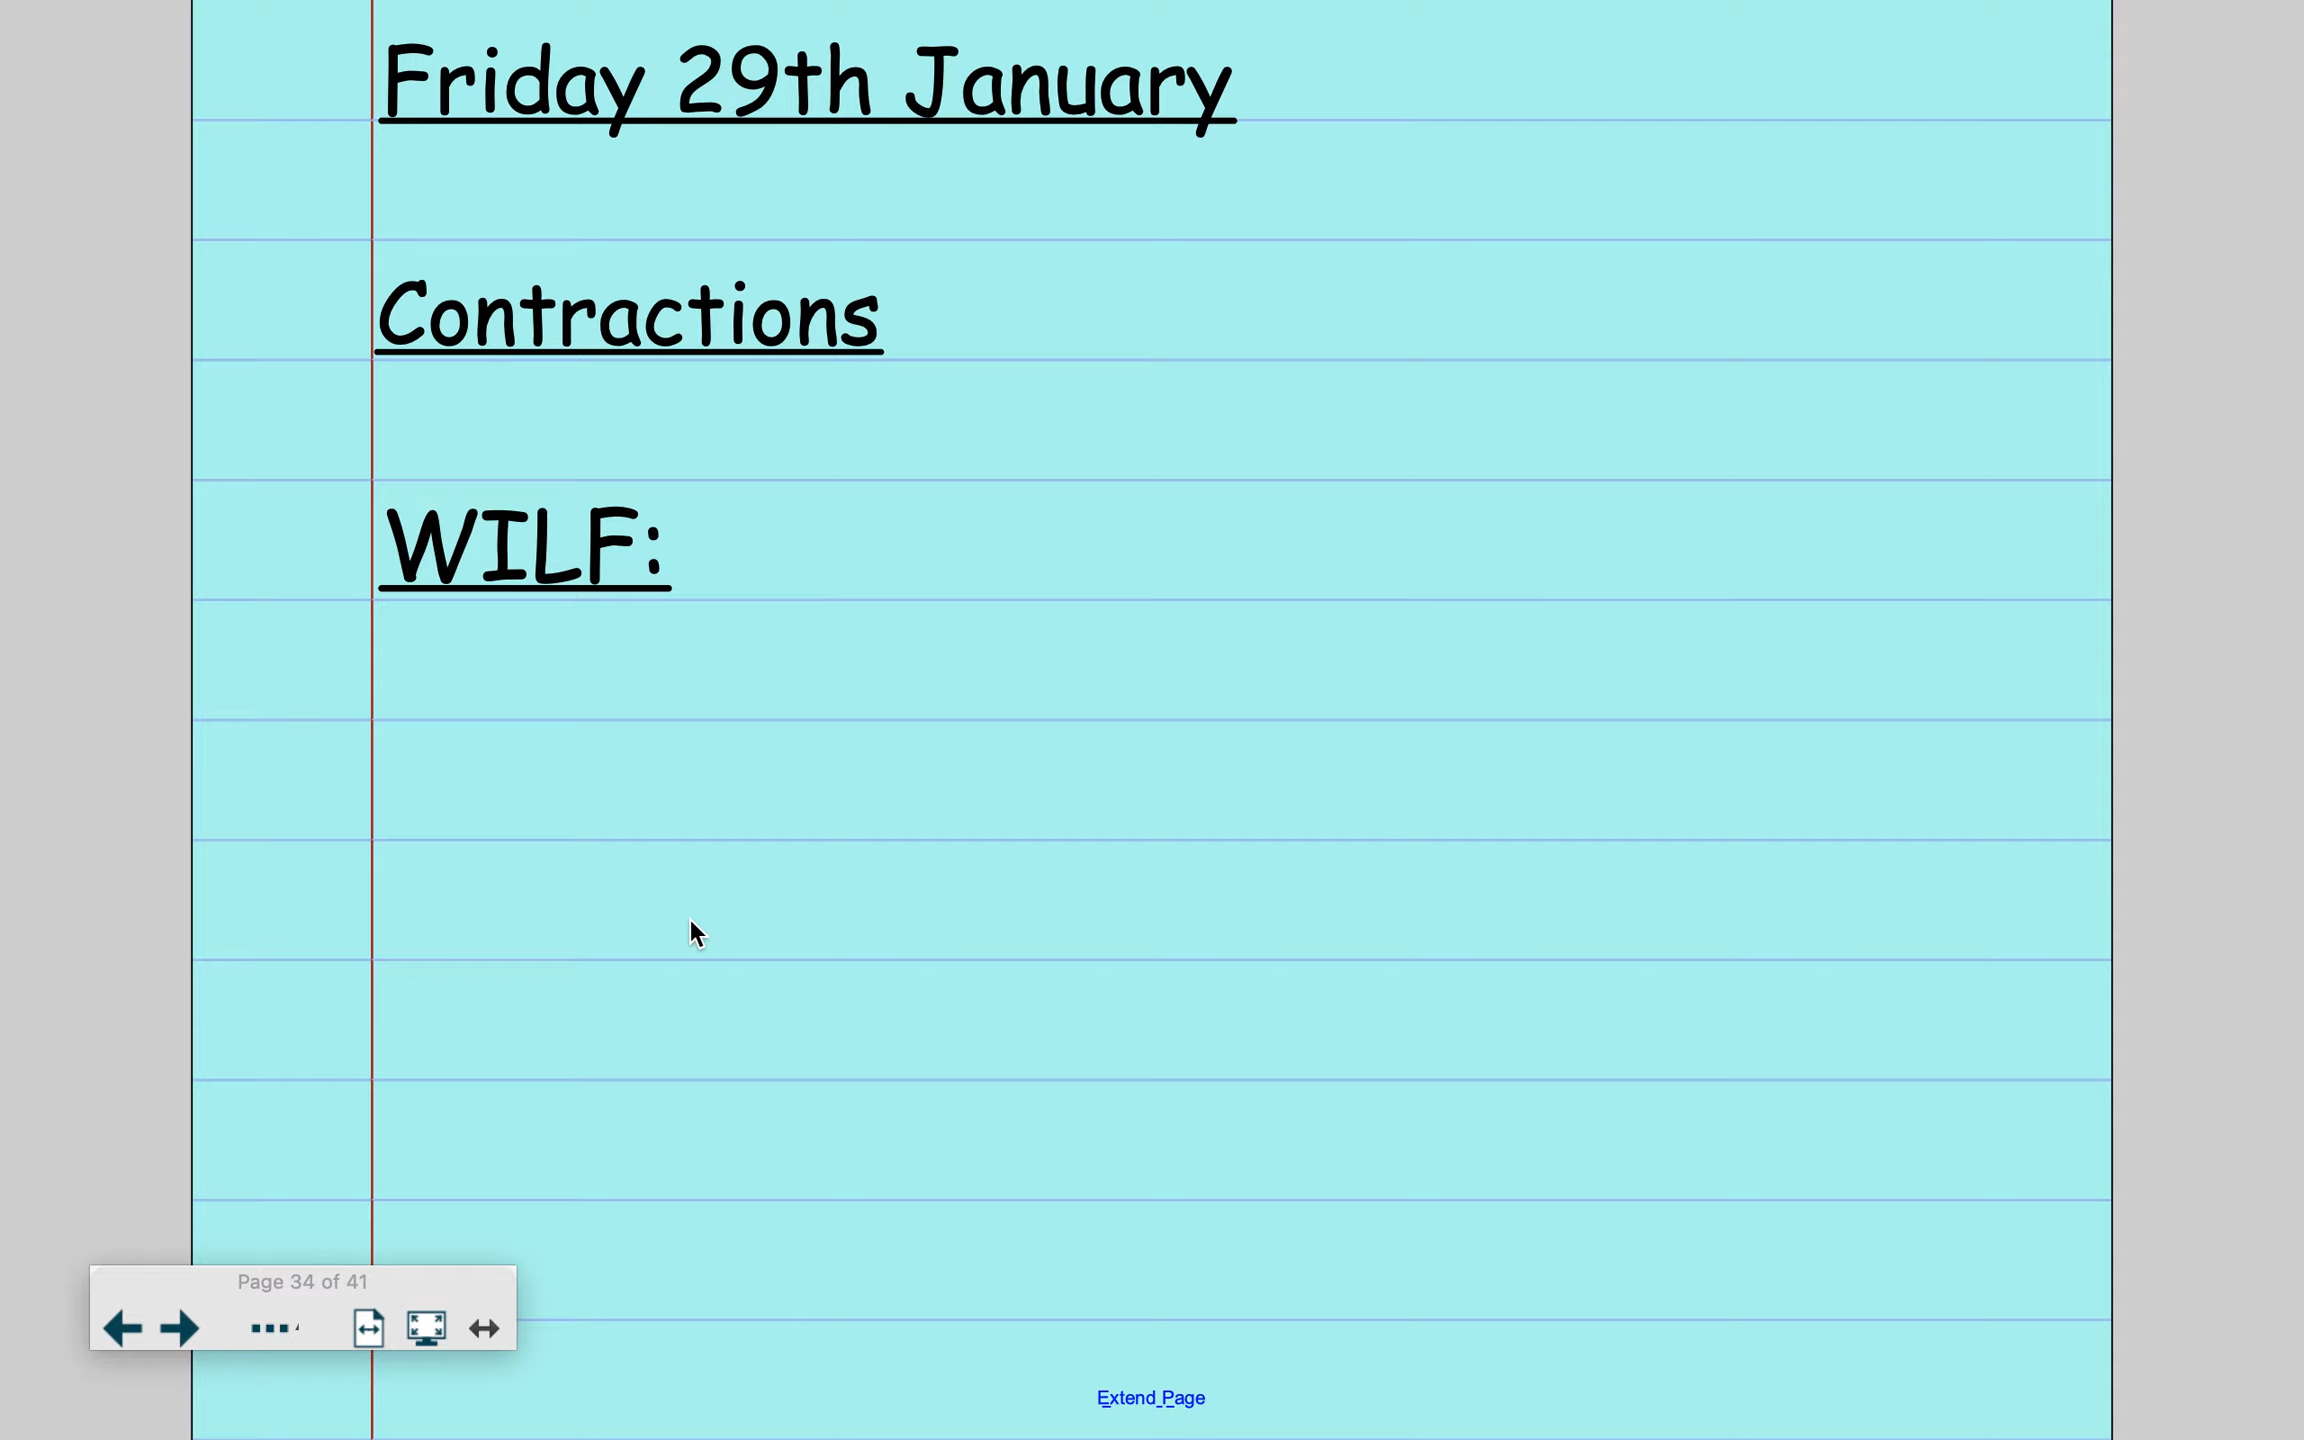 Friday 29th January
Contractions
WILF:
Page 34 of 41
Extend Page